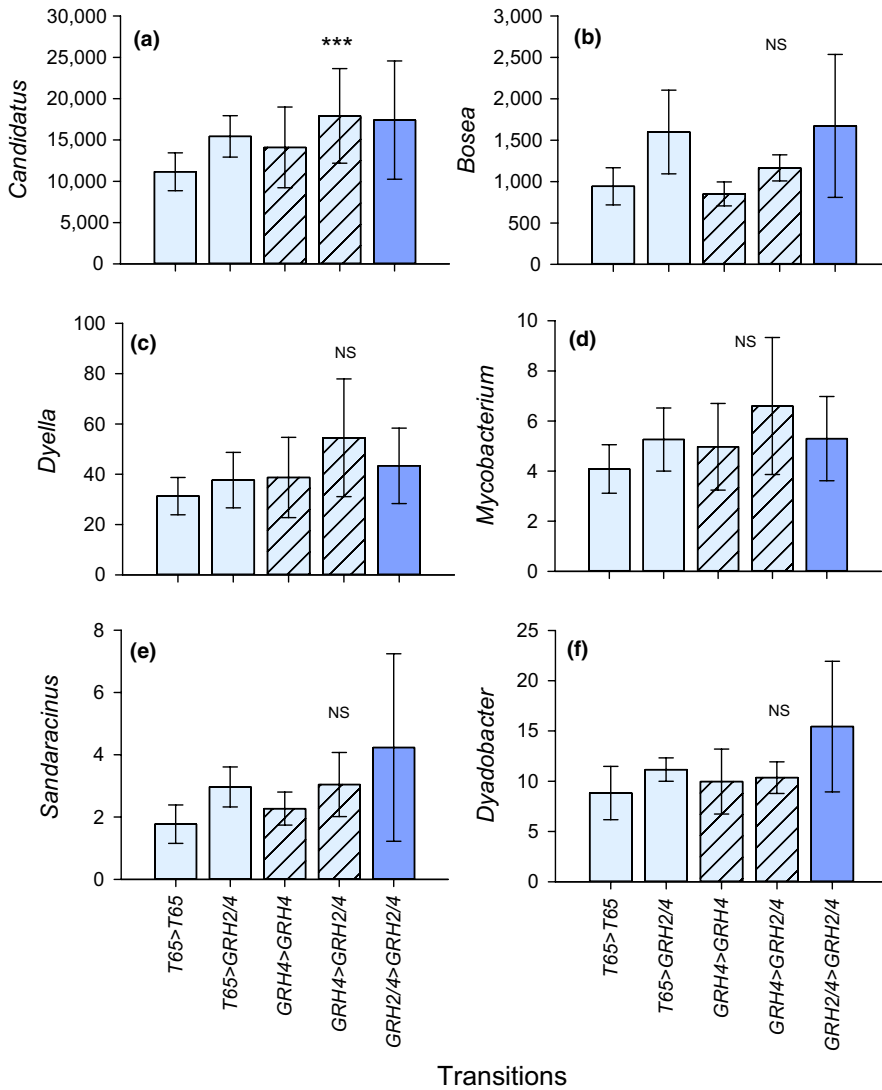 (a)
***
Candidatus
30,000
25,000
20,000
15,000
10,000
5,000
0
(b)
NS
Bosea
3,000
2,500
2,000
1,500
1,000
500
0
(c)
NS
Dyella
100
80
60
40
20
0
(d)
NS
Mycobacterium
10
8
6
4
2
0
(e)
NS
Sandaracinus
8
6
4
2
0
(f)
NS
Dyadobacter
25
20
15
10
5
0
T65>T65
T65>GRH2/4
GRH4>GRH4
GRH4>GRH2/4
GRH2/4>GRH2/4
T65>T65
T65>GRH2/4
GRH4>GRH4
GRH4>GRH2/4
GRH2/4>GRH2/4
Transitions